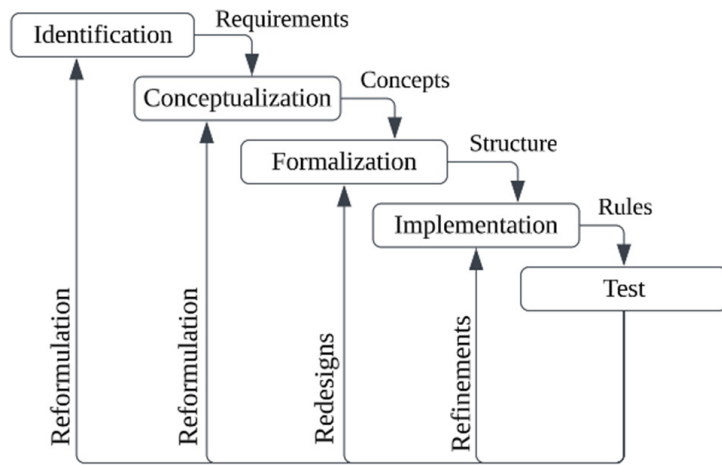 Identification
Requirements
Conceptualization
Concepts
Formalization
Structure
Implementation
Rules
Test
Reformulation
Reformulation
Redesigns
Refinements